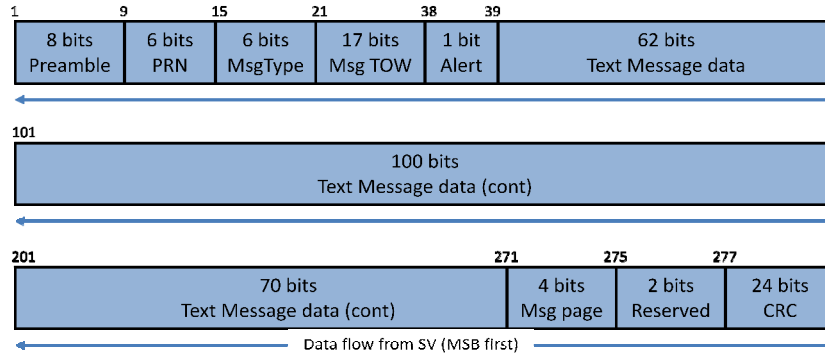 1 9 15 21 38 39
8 bits 6 bits 6 bits 17 bits 1 bit 62 bits
Preamble PRN MsgType Msg TOW Alert Text Message data
101
100 bits
Text Message data (cont)
201 271 275 277
70 bits 4 bits 2 bits 24 bits
Text Message data (cont) Msg page Reserved CRC
Data flow from SV (MSB first)